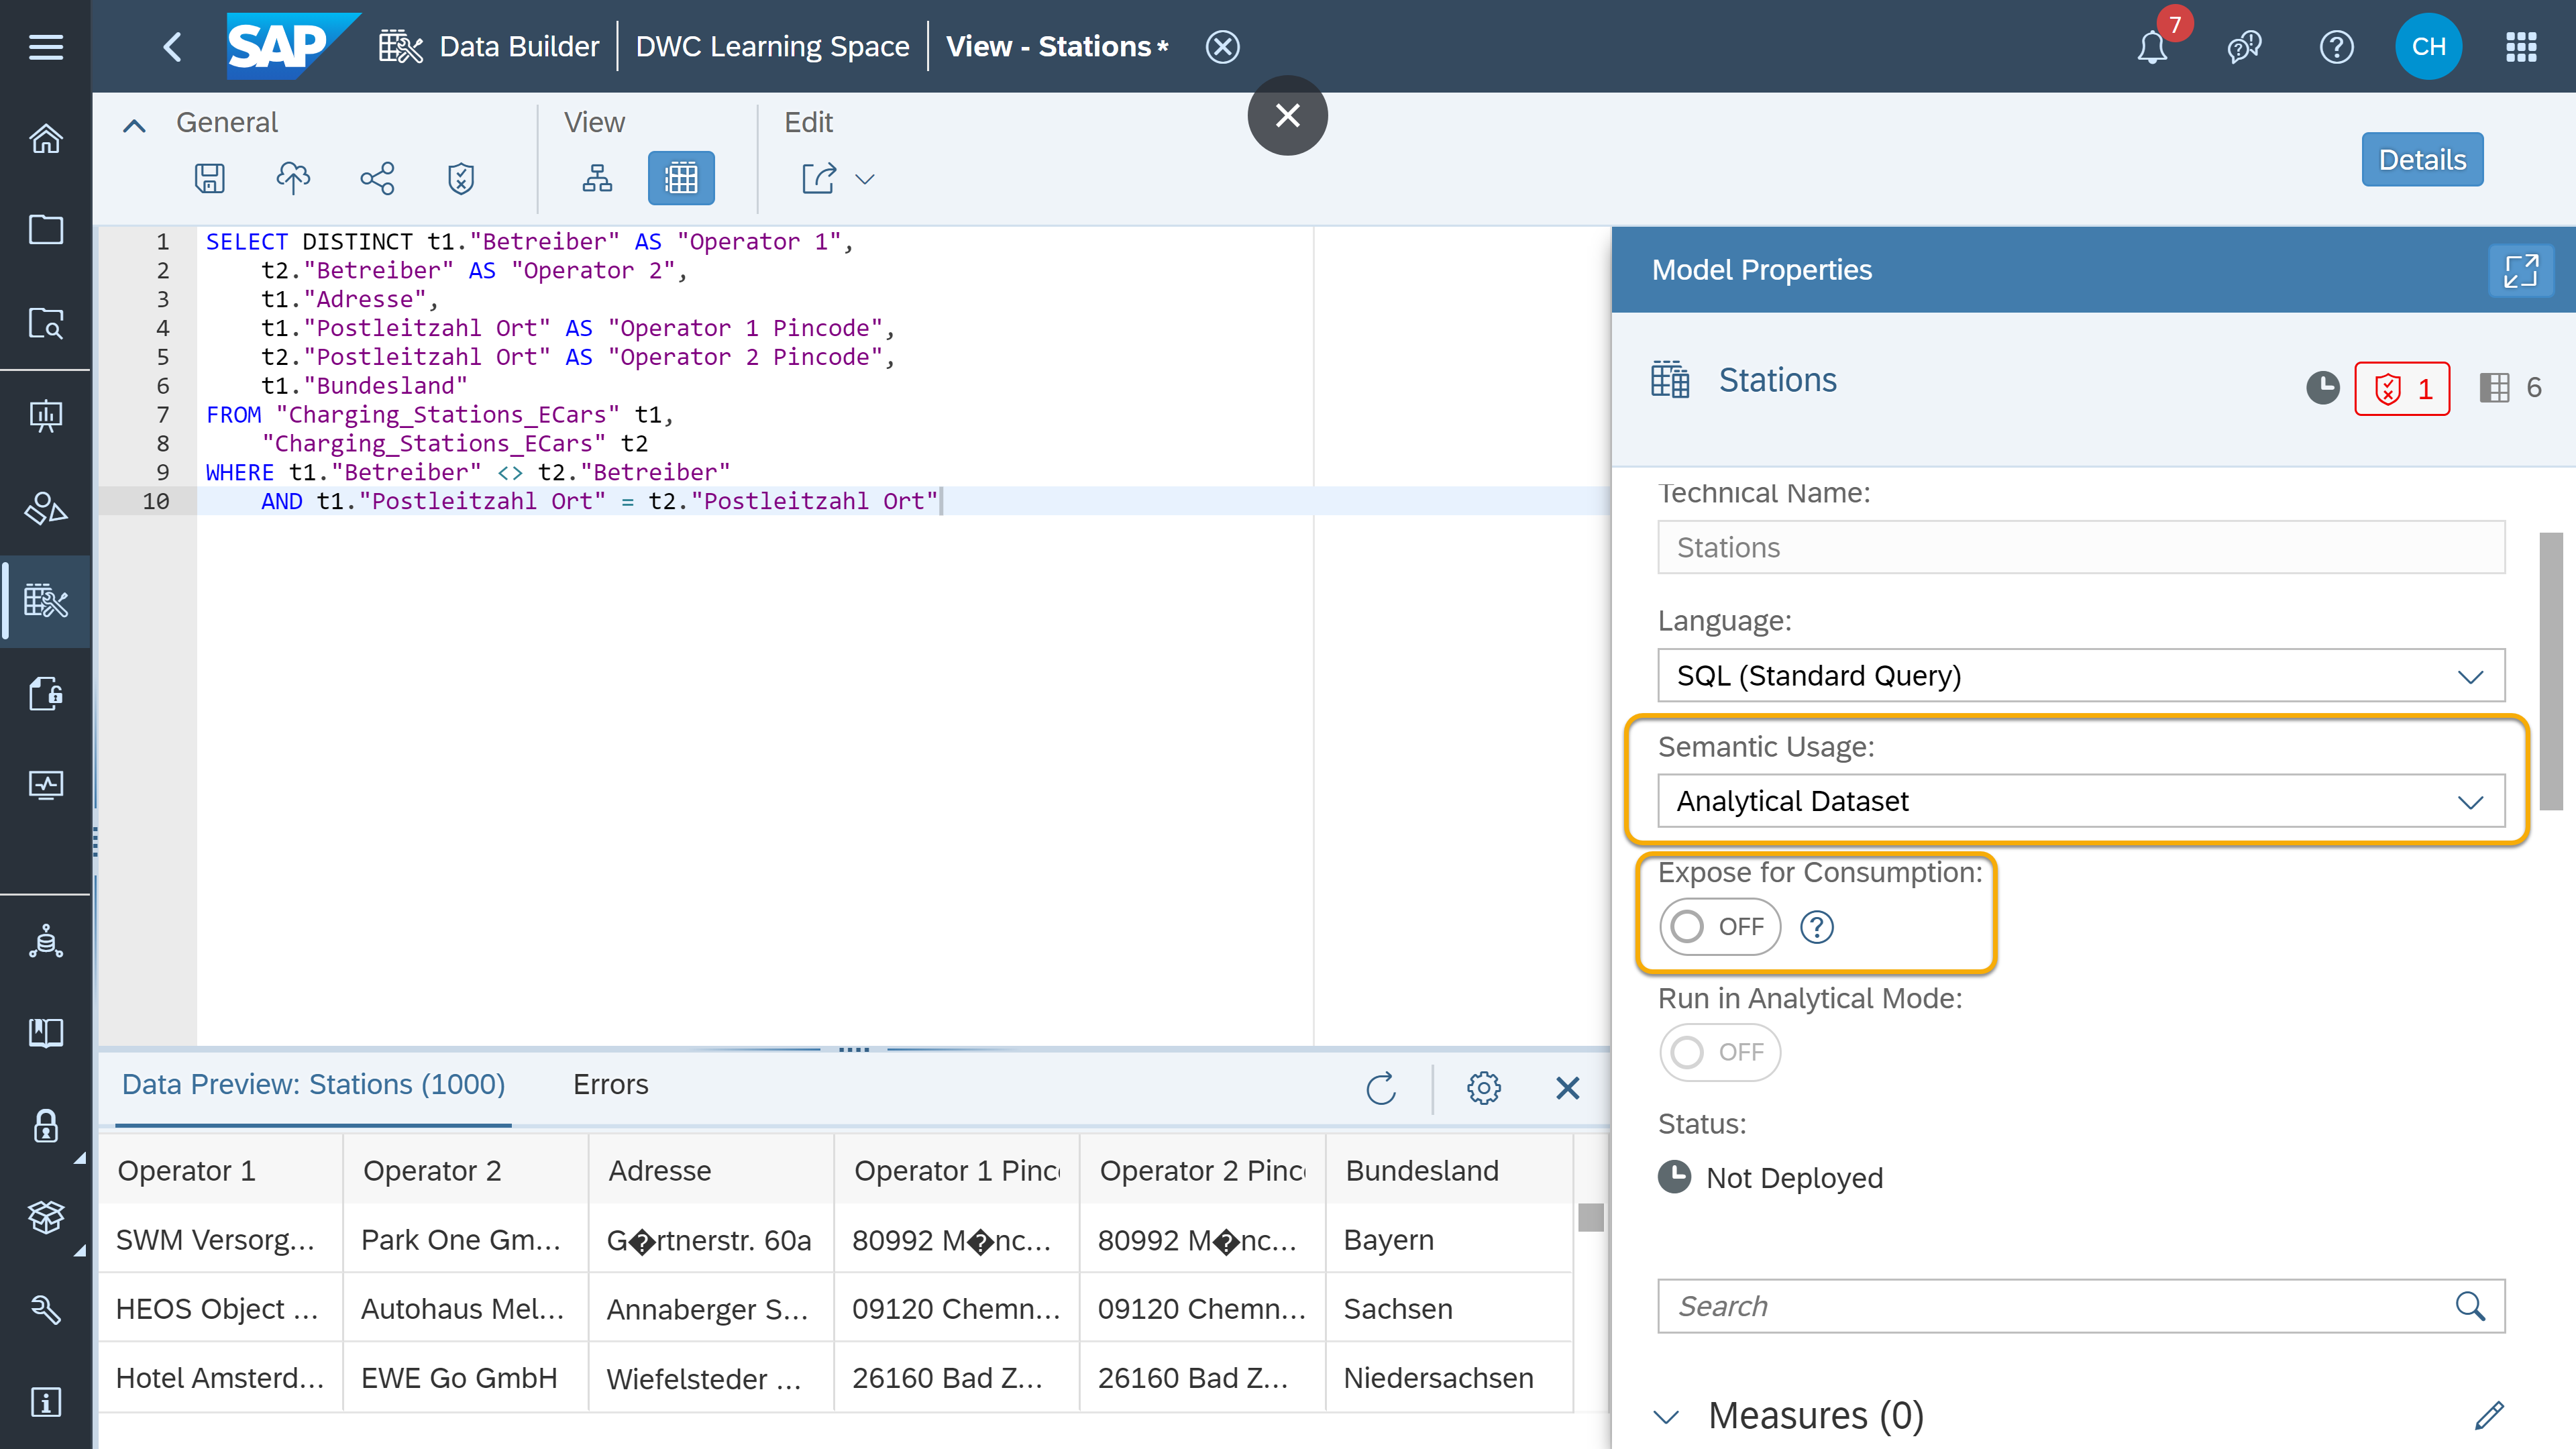 SAP Data Builder DWC Learning Space View - Stations* 7 CH
General View Edit
Details
1 SELECT DISTINCT t1."Betreiber" AS "Operator 1",
2 t2."Betreiber" AS "Operator 2",
3 t1."Adresse",
4 t1."Postleitzahl Ort" AS "Operator 1 Pincode",
5 t2."Postleitzahl Ort" AS "Operator 2 Pincode",
6 t1."Bundesland"
7 FROM "Charging_Stations_ECars" t1,
8 "Charging_Stations_ECars" t2
9 WHERE t1."Betreiber" <> t2."Betreiber"
10 AND t1."Postleitzahl Ort" = t2."Postleitzahl Ort"
Model Properties
Stations 1 6
Technical Name:
Stations
Language:
SQL (Standard Query)
Semantic Usage:
Analytical Dataset
Expose for Consumption:
OFF
Run in Analytical Mode:
OFF
Status:
Not Deployed
Search
Measures (0)
Data Preview: Stations (1000) Errors
Operator 1 Operator 2 Adresse Operator 1 Pinc Operator 2 Pinc Bundesland
SWM Versorg... Park One Gm... G�rtnerstr. 60a 80992 M�nc... 80992 M�nc... Bayern
HEOS Object ... Autohaus Mel... Annaberger S... 09120 Chemn... 09120 Chemn... Sachsen
Hotel Amsterd... EWE Go GmbH Wiefelsteder ... 26160 Bad Z... 26160 Bad Z... Niedersachsen